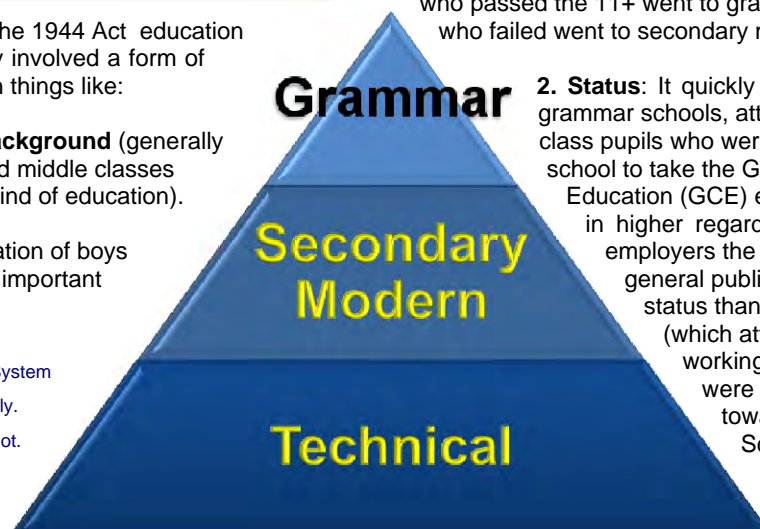 he 1944 Act education
involved a form of
things like:
ackground (generally
d middle classes
ind of education).
ation of boys
important
ystem
ly.
ot.
Grammar
Secondary
Modern
Technical
who passed the 11+ went to gra
who failed went to secondary
2. Status: It quickly
grammar schools, att
class pupils who wer
school to take the G
Education (GCE) e
in higher regard
employers the
general publi
status than
(which att
working
were
towa